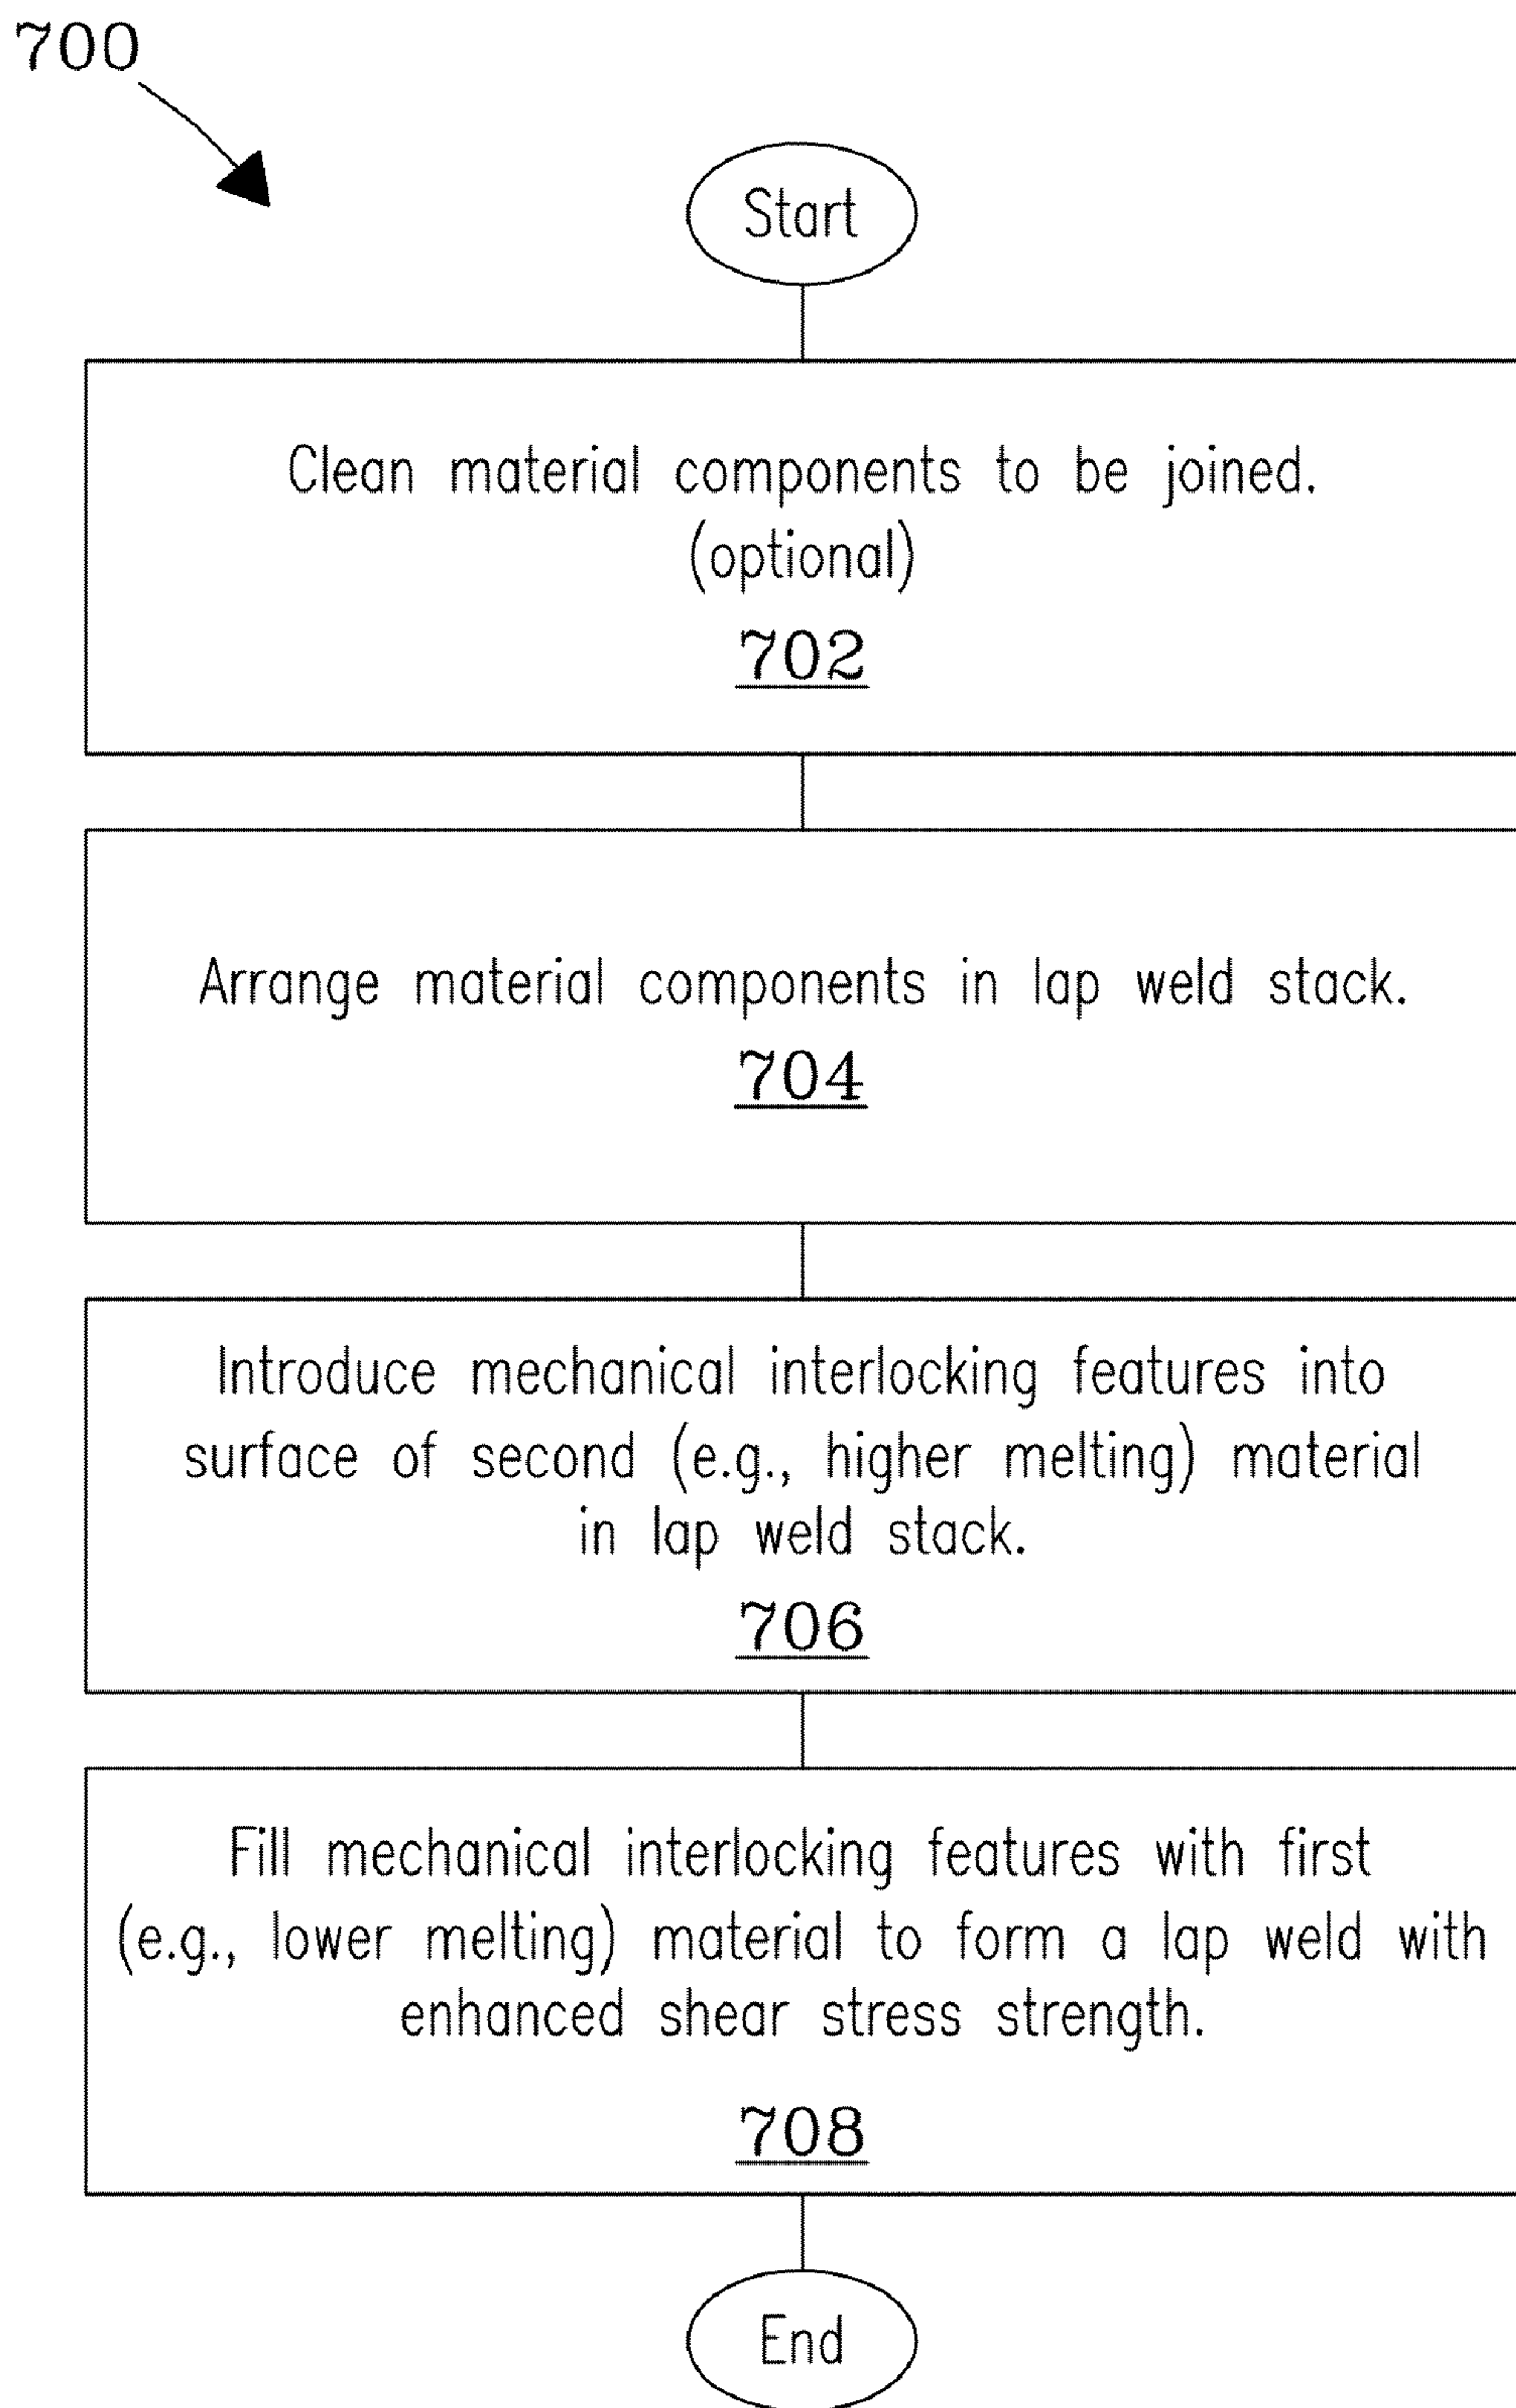 700
Start
Clean material components to be joined.
(optional)
702
Arrange material components in lap weld stack.
704
Introduce mechanical interlocking features into
surface of second (e.g., higher melting) material
in lap weld stack.
706
Fill mechanical interlocking features with first
(e.g., lower melting) material to form a lap weld with
enhanced shear stress strength.
708
End